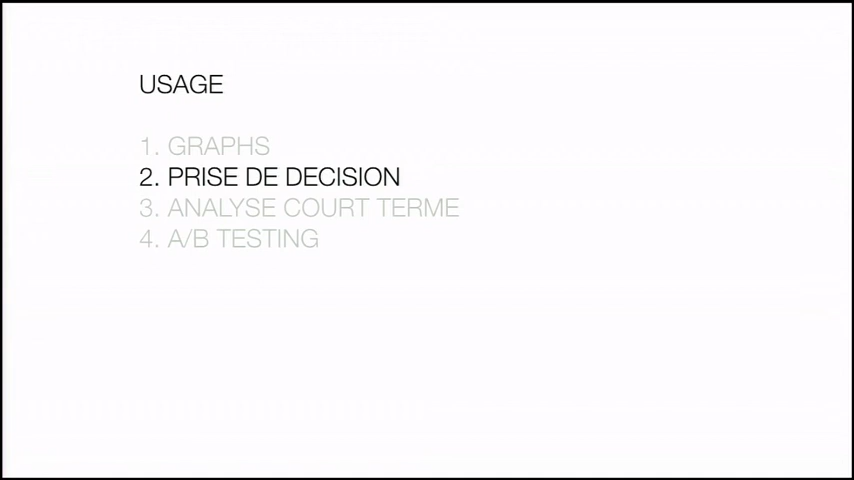 USAGE
1. GRAPHS
2. PRISE DE DECISION
3. ANALYSE COURT TERME
4. A/B TESTING